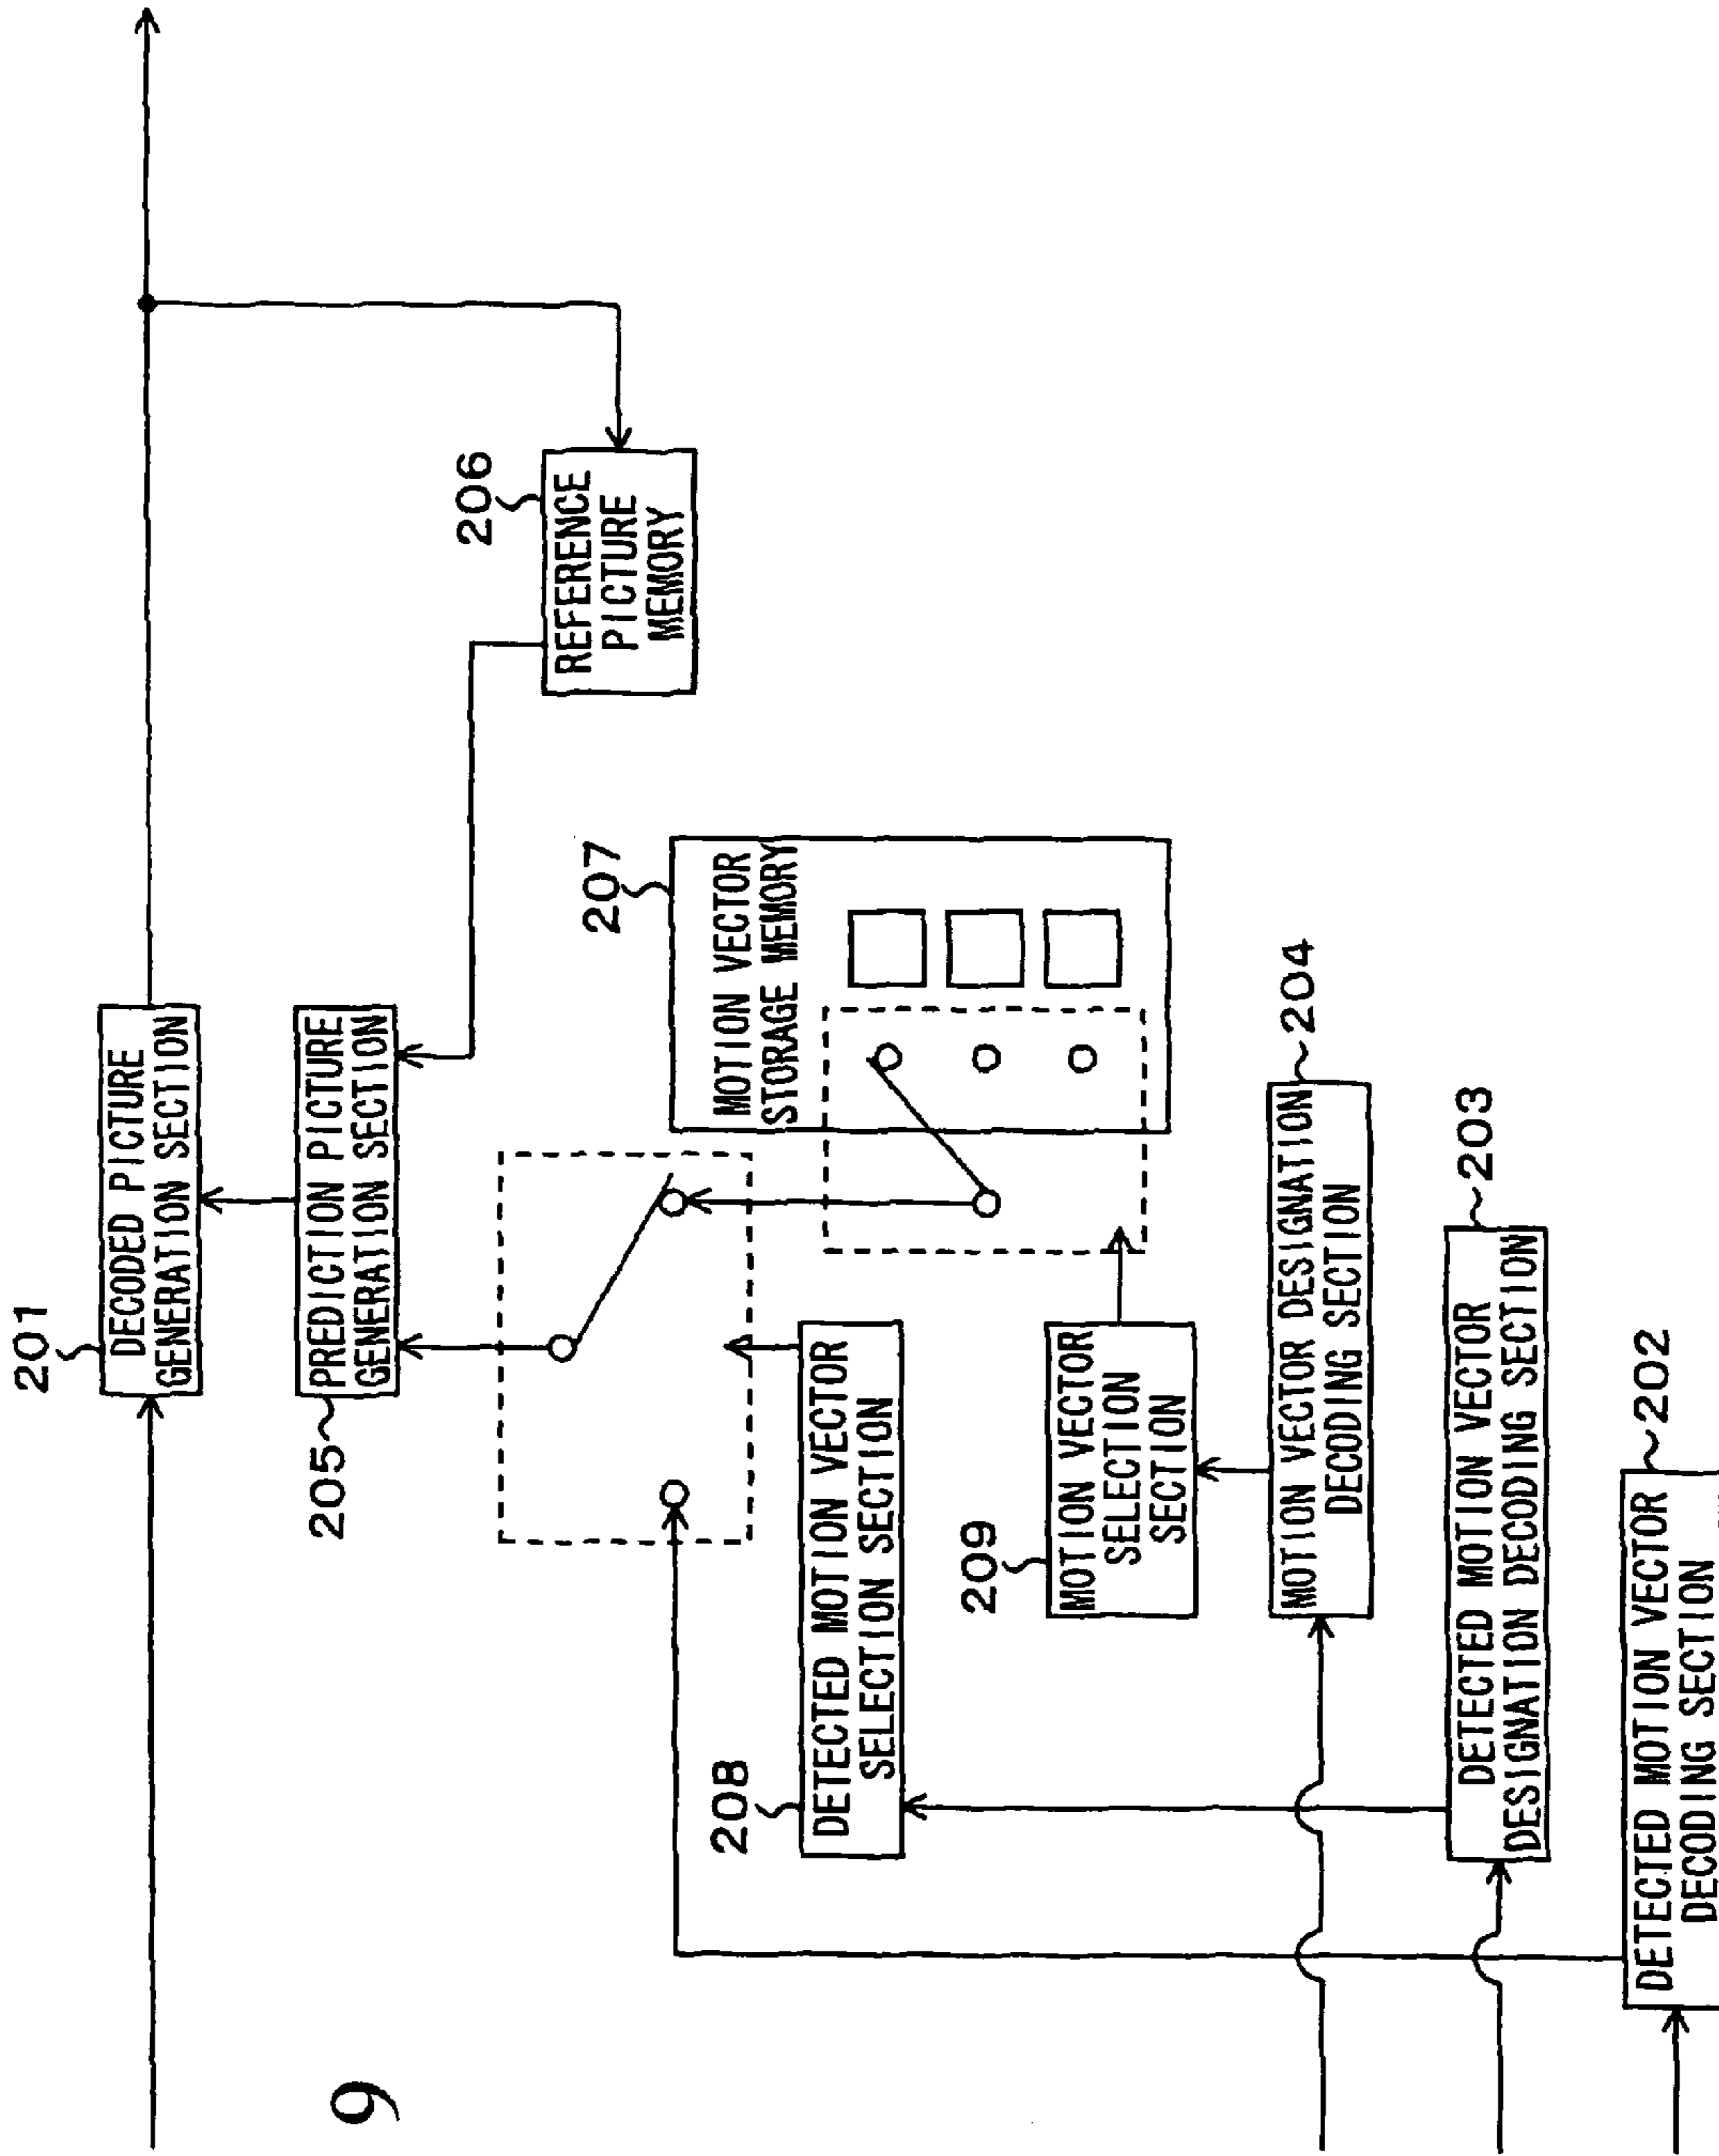 201
DECODED PICTURE
GENERATION SECTION
205
PREDICTION PICTURE
GENERATION SECTION
9
206
REFERENCE
PICTURE
MEMORY
207
MOTION VECTOR
STORAGE MEMORY
208
DETECTED MOTION VECTOR
SELECTION SECTION
209
MOTION VECTOR
SELECTION
SECTION
204
MOTION VECTOR DESIGNATION
DECODING SECTION
203
DETECTED MOTION VECTOR
DESIGNATION DECODING SECTION
202
DETECTED MOTION VECTOR
DECODING SECTION